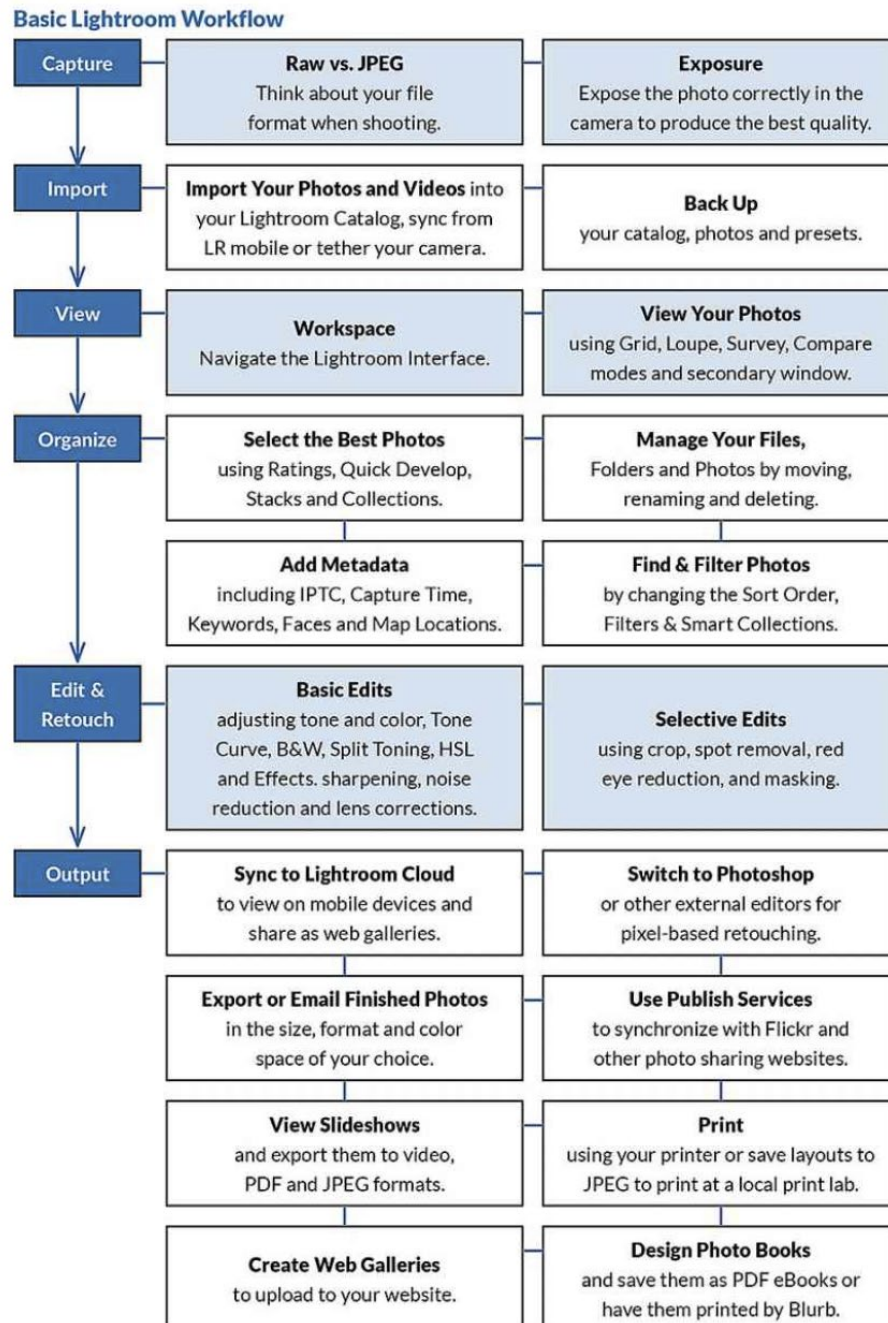 Basic Lightroom Workflow
Capture
Raw vs. JPEG
Think about your file
format when shooting.
Exposure
Expose the photo correctly in the
camera to produce the best quality.
Import
Import Your Photos and Videos into
your Lightroom Catalog, sync from
LR mobile or tether your camera.
Back Up
your catalog, photos and presets.
View
Workspace
Navigate the Lightroom Interface.
View Your Photos
using Grid, Loupe, Survey, Compare
modes and secondary window.
Organize
Select the Best Photos
using Ratings, Quick Develop,
Stacks and Collections.
Manage Your Files,
Folders and Photos by moving,
renaming and deleting.
Add Metadata
including IPTC, Capture Time,
Keywords, Faces and Map Locations.
Find & Filter Photos
by changing the Sort Order,
Filters & Smart Collections.
Edit &
Retouch
Basic Edits
adjusting tone and color, Tone
Curve, B&W, Split Toning, HSL
and Effects. sharpening, noise
reduction and lens corrections.
Selective Edits
using crop, spot removal, red
eye reduction, and masking.
Output
Sync to Lightroom Cloud
to view on mobile devices and
share as web galleries.
Switch to Photoshop
or other external editors for
pixel-based retouching.
Export or Email Finished Photos
in the size, format and color
space of your choice.
Use Publish Services
to synchronize with Flickr and
other photo sharing websites.
View Slideshows
and export them to video,
PDF and JPEG formats.
Print
using your printer or save layouts to
JPEG to print at a local print lab.
Create Web Galleries
to upload to your website.
Design Photo Books
and save them as PDF eBooks or
have them printed by Blurb.